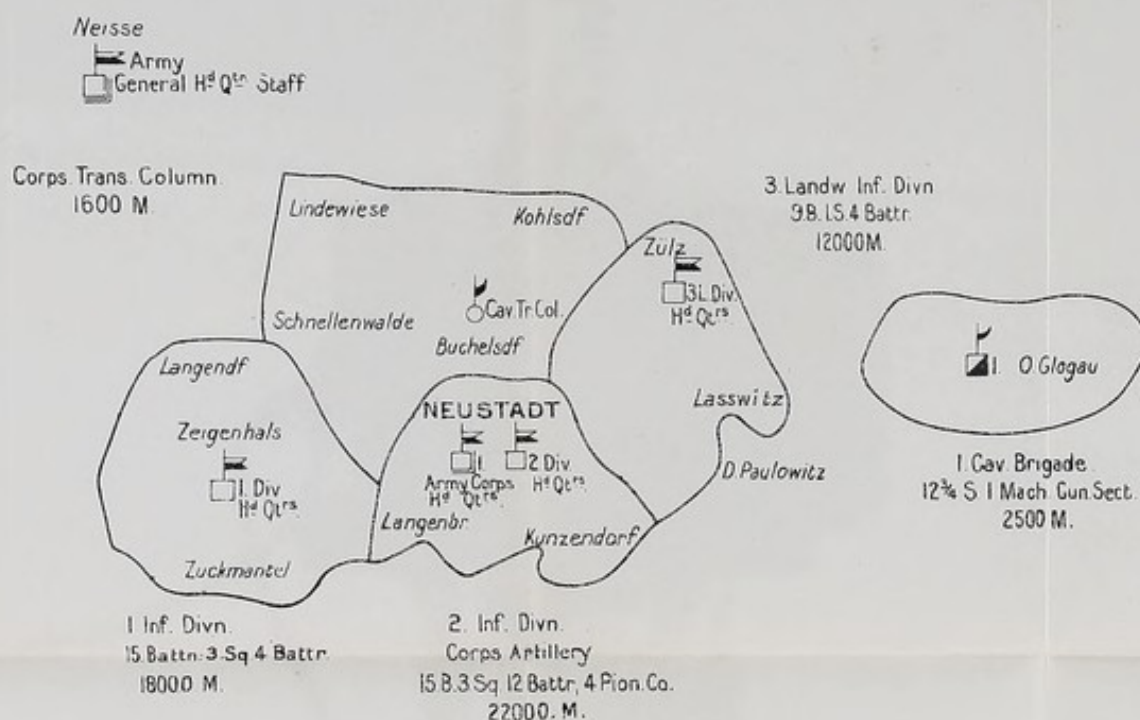 Neisse
Army
General Hd Qtr Staff
Corps. Trans. Column.
1600 M.
3. Landw Inf. Divn
9.B. I.S. 4 Battr.
12000 M.
Lindewiese
Kohlsdf
Zülz
3 L. Div.
Hd Qtrs
Cav. Tr. Col.
Schnellenwalde
Buchelsdf
Langendf
1. O. Glogau
Lasswitz
NEUSTADT
Zeigenhals
1.
2 Div.
Army Corps
Hd Qtrs
Hd Qtrs
D. Paulowitz
1. Div
Hd Qtrs
Langenbr.
Kunzendorf
Zuckmantel
1. Cav. Brigade.
12¾ S. 1 Mach. Gun. Sect.
2500 M.
1 Inf. Divn.
15. Battn. 3. Sq 4 Battr.
18000 M.
2. Inf. Divn.
Corps Artillery
15 B. 3 Sq. 12 Battr, 4 Pion. Co.
22000. M.